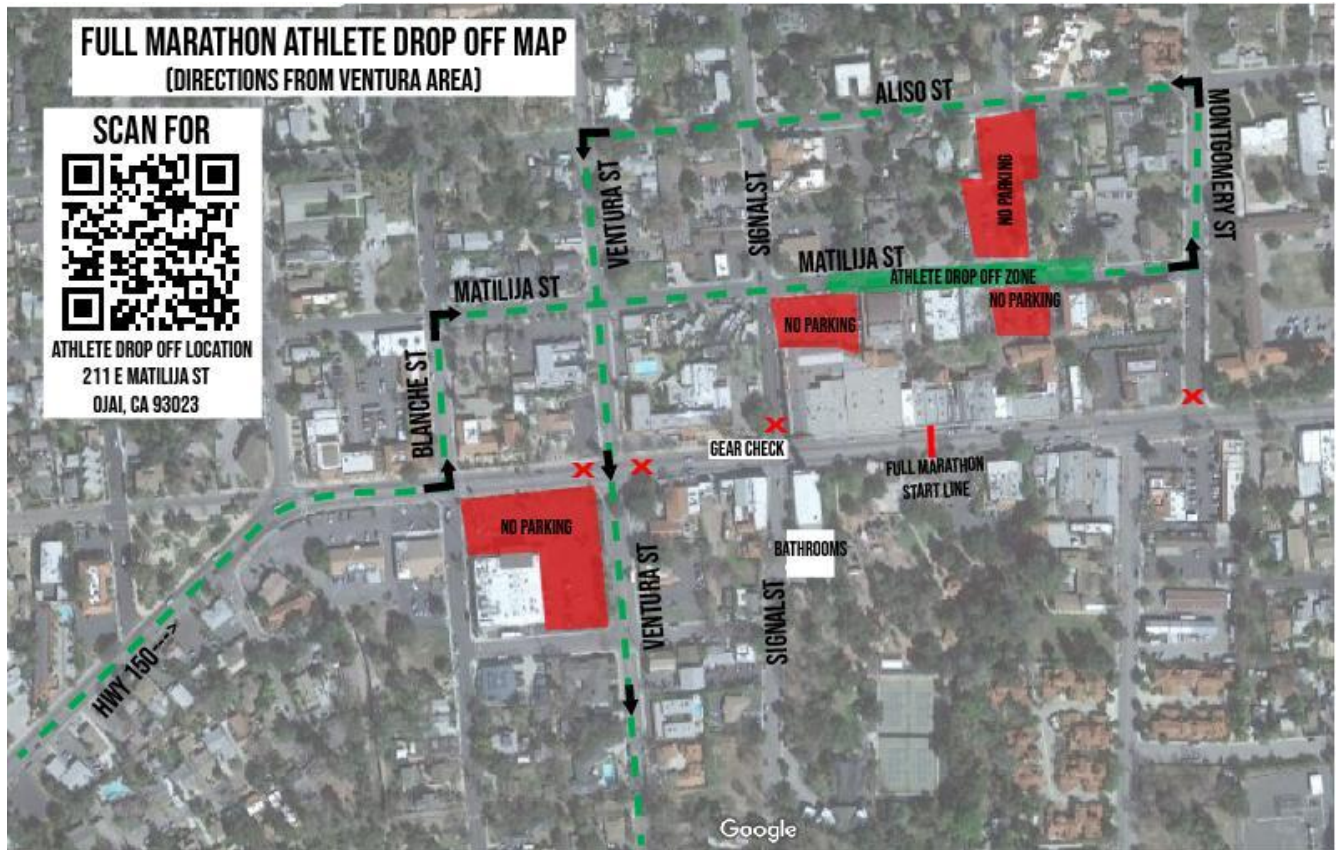 FULL MARATHON ATHLETE DROP OFF MAP
(DIRECTIONS FROM VENTURA AREA)
SCAN FOR
ATHLETE DROP OFF LOCATION
211 E MATILIJA ST
OJAI, CA 93023
ALISO ST
MONTGOMERY ST
VENTURA ST
SIGNAL ST
NO PARKING
MATILIJA ST
ATHLETE DROP OFF ZONE
MATILIJA ST
NO PARKING
NO PARKING
BLANCHE ST
GEAR CHECK
FULL MARATHON
START LINE
NO PARKING
BATHROOMS
VENTURA ST
SIGNAL ST
HWY 150--->
Google